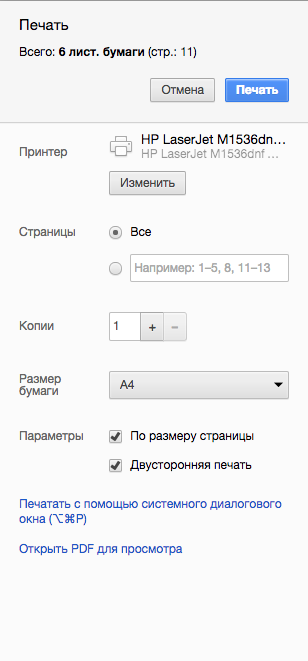 Печать
Всего: 6 лист. бумаги (стр.: 11)
Отмена
Печать
Принтер
HP LaserJet M1536dn...
HP LaserJet M1536dnf ...
Изменить
Страницы
Все
Например: 1–5, 8, 11–13
Копии
1
+
−
Размер
бумаги
A4
Параметры
По размеру страницы
Двусторонняя печать
Печатать с помощью системного диалогового
окна (⌥⌘P)
Открыть PDF для просмотра